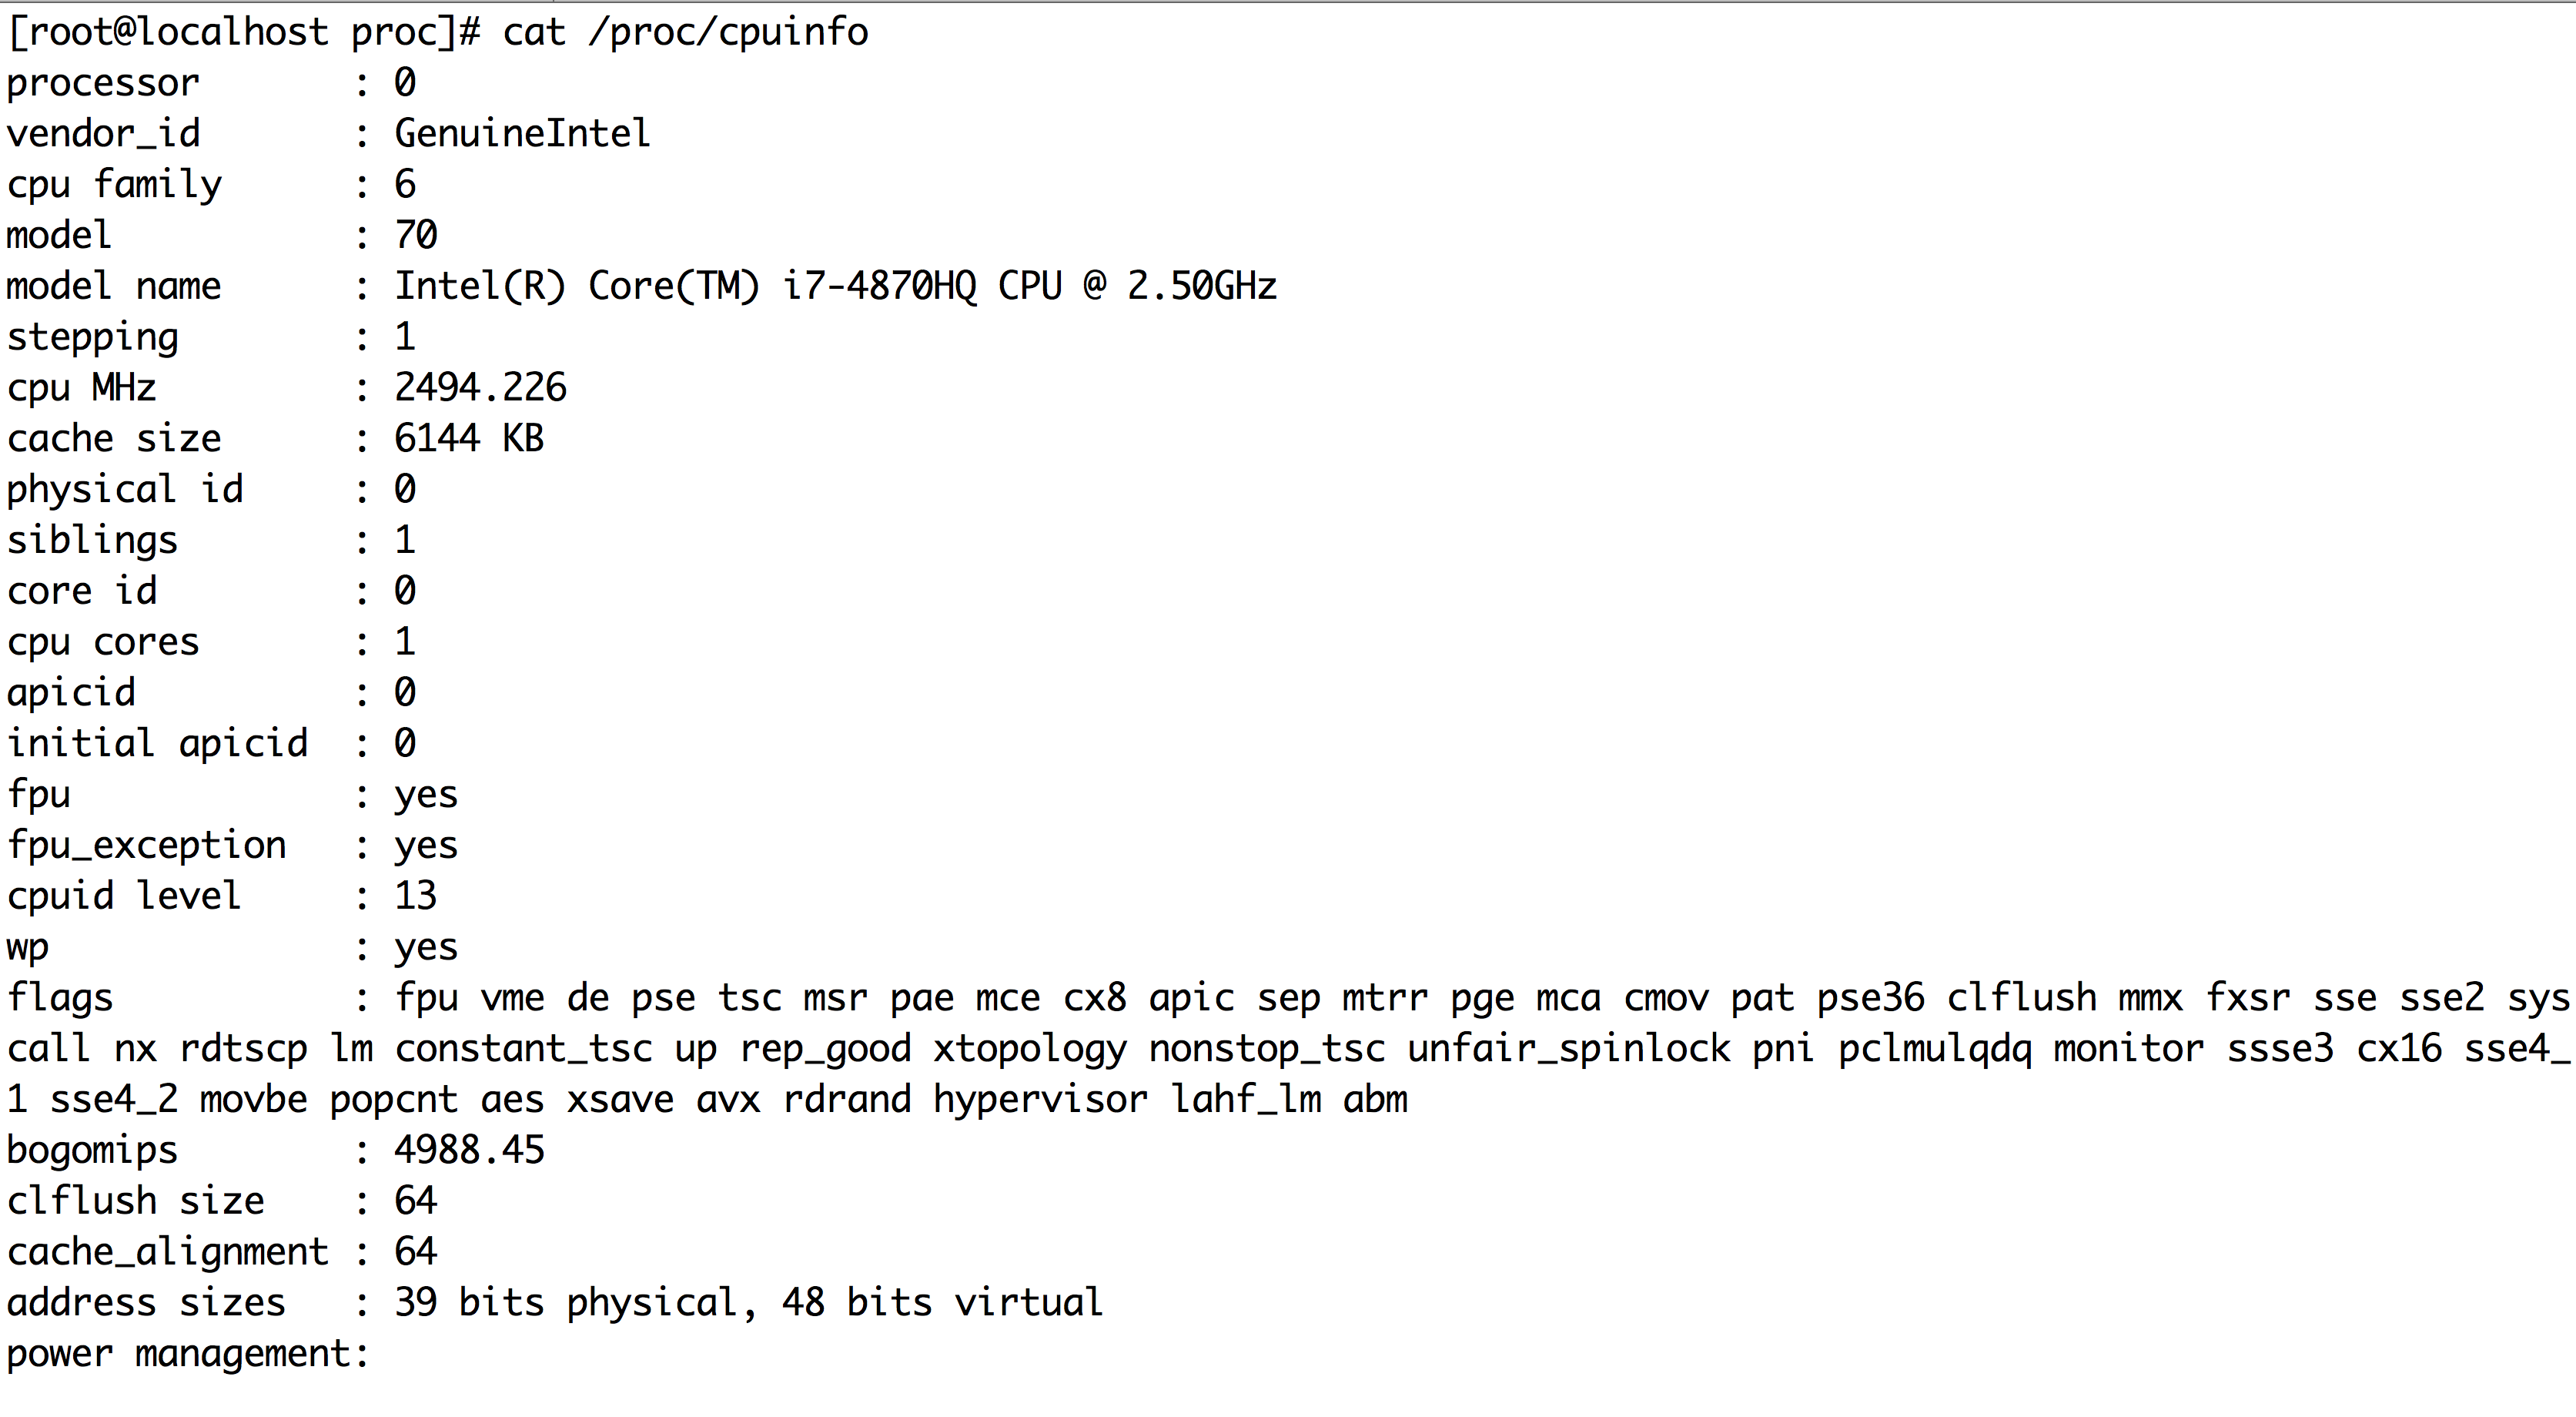 [root@localhost proc]# cat /proc/cpuinfo
processor : 0
vendor_id : GenuineIntel
cpu family : 6
model : 70
model name : Intel(R) Core(TM) i7-4870HQ CPU @ 2.50GHz
stepping : 1
cpu MHz : 2494.226
cache size : 6144 KB
physical id : 0
siblings : 1
core id : 0
cpu cores : 1
apicid : 0
initial apicid : 0
fpu : yes
fpu_exception : yes
cpuid level : 13
wp : yes
flags : fpu vme de pse tsc msr pae mce cx8 apic sep mtrr pge mca cmov pat pse36 clflush mmx fxsr sse sse2 sys
call nx rdtscp lm constant_tsc up rep_good xtopology nonstop_tsc unfair_spinlock pni pclmulqdq monitor ssse3 cx16 sse4_
1 sse4_2 movbe popcnt aes xsave avx rdrand hypervisor lahf_lm abm
bogomips : 4988.45
clflush size : 64
cache_alignment : 64
address sizes : 39 bits physical, 48 bits virtual
power management: